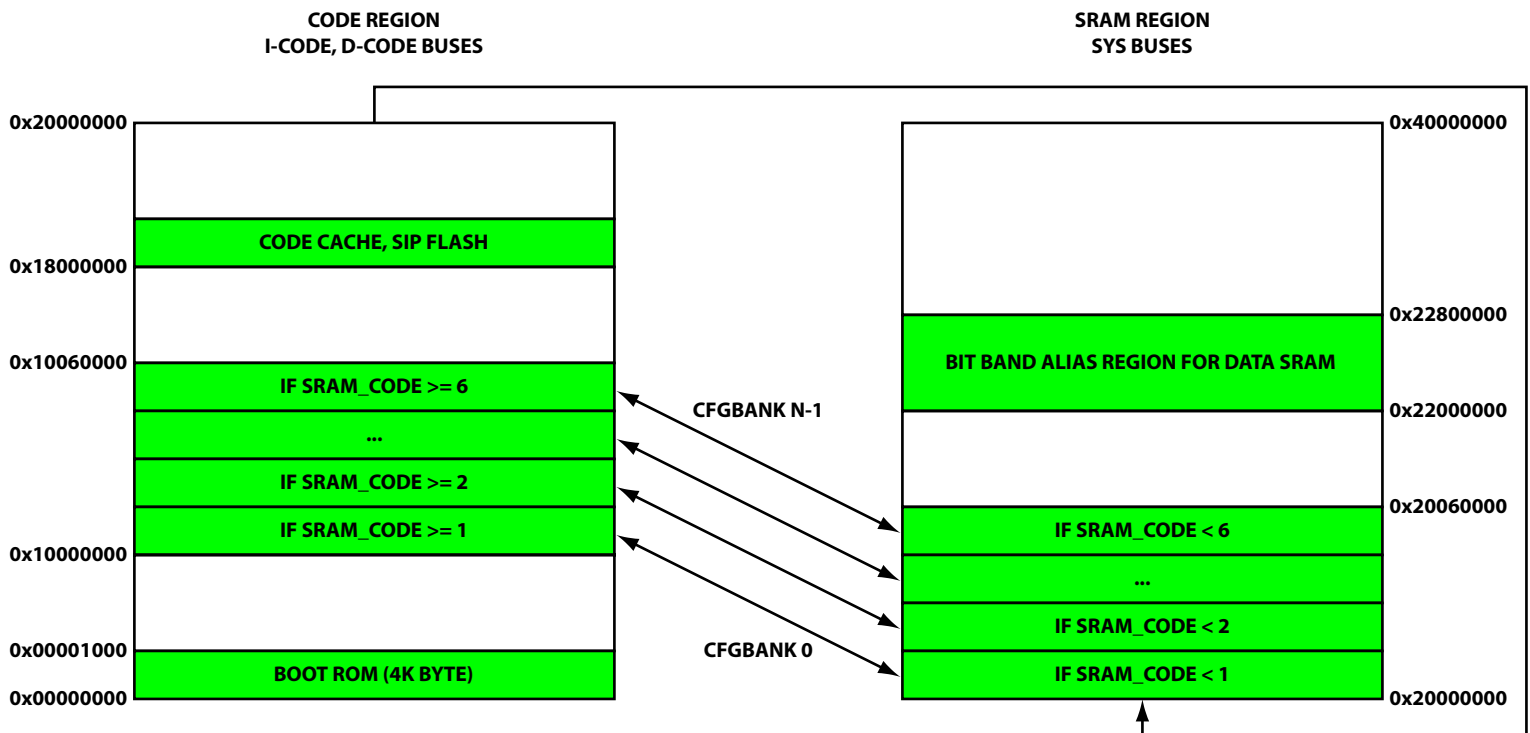 CODE REGION
I-CODE, D-CODE BUSES
SRAM REGION
SYS BUSES
0x20000000
CODE CACHE, SIP FLASH
0x18000000
0x10060000
IF SRAM_CODE >= 6
...
IF SRAM_CODE >= 2
IF SRAM_CODE >= 1
0x10000000
0x00001000
BOOT ROM (4K BYTE)
0x00000000
CFGBANK N-1
CFGBANK 0
0x40000000
0x22800000
BIT BAND ALIAS REGION FOR DATA SRAM
0x22000000
0x20060000
IF SRAM_CODE < 6
...
IF SRAM_CODE < 2
IF SRAM_CODE < 1
0x20000000